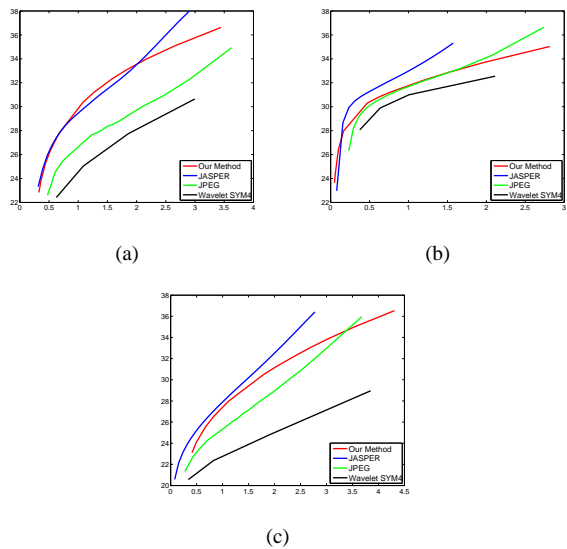 38
36
34
32
30
28
26
24
22
0 0.5 1 1.5 2 2.5 3 3.5 4
Our Method
JASPER
JPEG
Wavelet SYM4
(a)
38
36
34
32
30
28
26
24
22
0 0.5 1 1.5 2 2.5 3
Our Method
JASPER
JPEG
Wavelet SYM4
(b)
38
36
34
32
30
28
26
24
22
20
0 0.5 1 1.5 2 2.5 3 3.5 4 4.5
Our Method
JASPER
JPEG
Wavelet SYM4
(c)